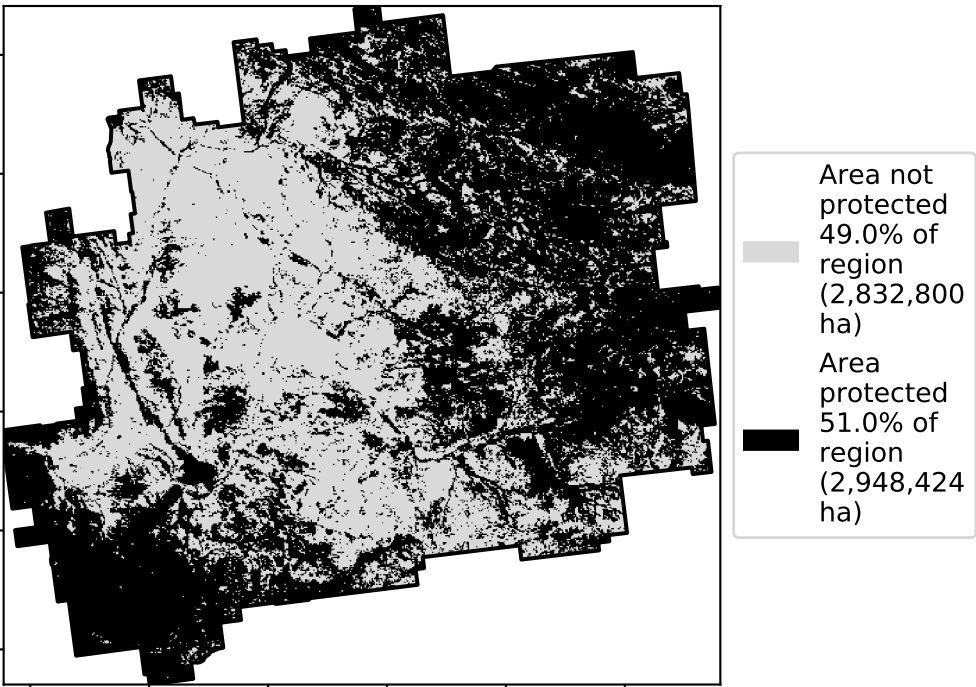 Area not
protected
49.0% of
region
(2,832,800
ha)
Area
protected
51.0% of
region
(2,948,424
ha)